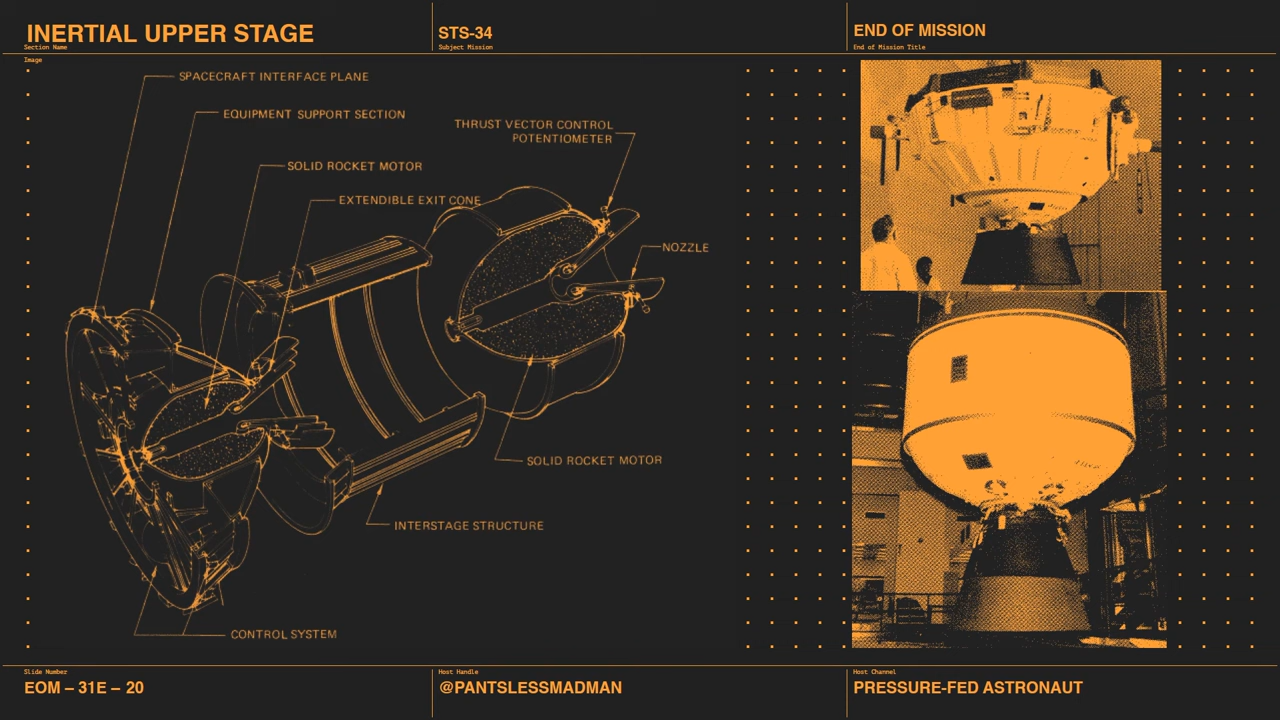 INERTIAL UPPER STAGE
Section Name
STS-34
Subject Mission
END OF MISSION
End of Mission Title
Image
SPACECRAFT INTERFACE PLANE
EQUIPMENT SUPPORT SECTION
THRUST VECTOR CONTROL
POTENTIOMETER
SOLID ROCKET MOTOR
EXTENDIBLE EXIT CONE
NOZZLE
SOLID ROCKET MOTOR
INTERSTAGE STRUCTURE
CONTROL SYSTEM
Slide Number
EOM – 31E – 20
Host Handle
@PANTSLESSMADMAN
Host Channel
PRESSURE-FED ASTRONAUT